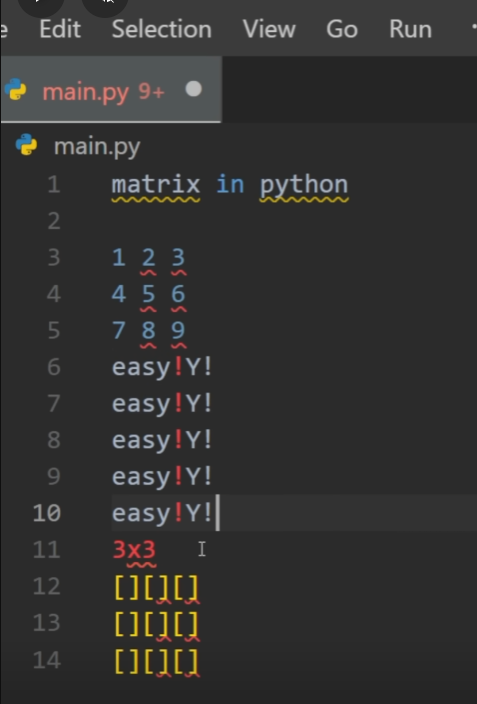 Edit Selection View Go Run
main.py 9+
main.py
1 matrix in python
2
3 1 2 3
4 4 5 6
5 7 8 9
6 easy!Y!
7 easy!Y!
8 easy!Y!
9 easy!Y!
10 easy!Y!
11 3x3
12 [][][]
13 [][][]
14 [][][]